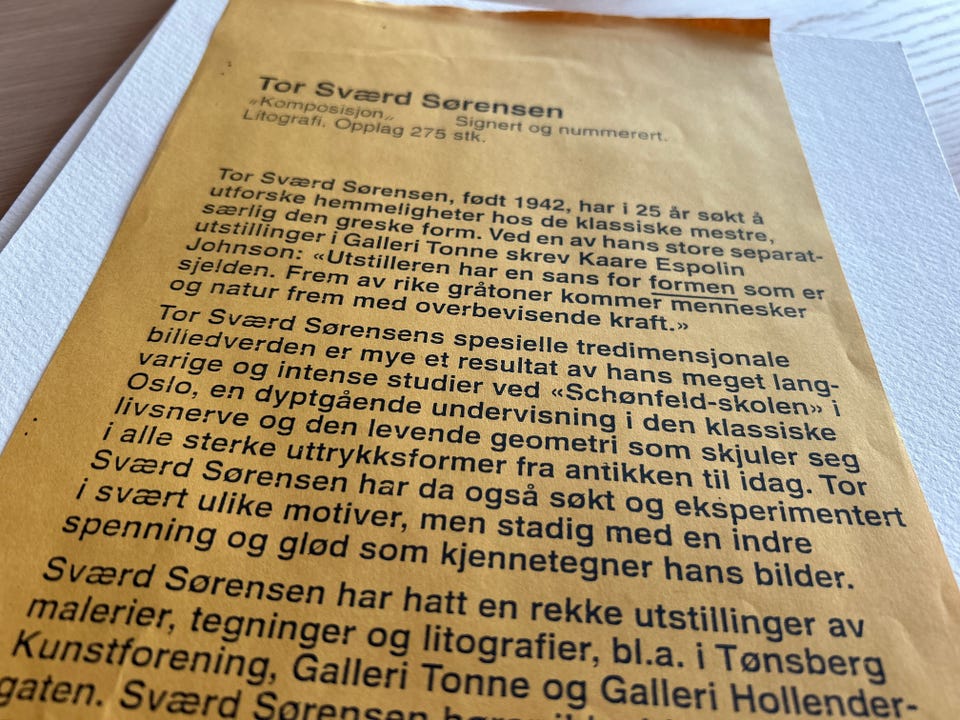 Tor Sværd Sørensen
„Komposisjon„ Signert og nummerert.
Litografi. Opplag 275 stk.
Tor Sværd Sørensen, født 1942, har i 25 år søkt å
utforske hemmeligheter hos de klassiske mestre,
særlig den greske form. Ved en av hans store separat-
utstillinger i Galleri Tonne skrev Kaare Espolin
Johnson: «Utstilleren har en sans for formen som er
sjelden. Frem av rike gråtoner kommer mennesker
og natur frem med overbevisende kraft.»
Tor Sværd Sørensens spesielle tredimensjonale
billedverden er mye et resultat av hans meget lang-
varige og intense studier ved «Schønfeld-skolen» i
Oslo, en dyptgående undervisning i den klassiske
livsnerve og den levende geometri som skjuler seg
i alle sterke uttrykksformer fra antikken til idag. Tor
Sværd Sørensen har da også søkt og eksperimentert
i svært ulike motiver, men stadig med en indre
spenning og glød som kjennetegner hans bilder.
Sværd Sørensen har hatt en rekke utstillinger av
malerier, tegninger og litografier, bl.a. i Tønsberg
Kunstforening, Galleri Tonne og Galleri Hollender-
gaten. Sværd Sørensen